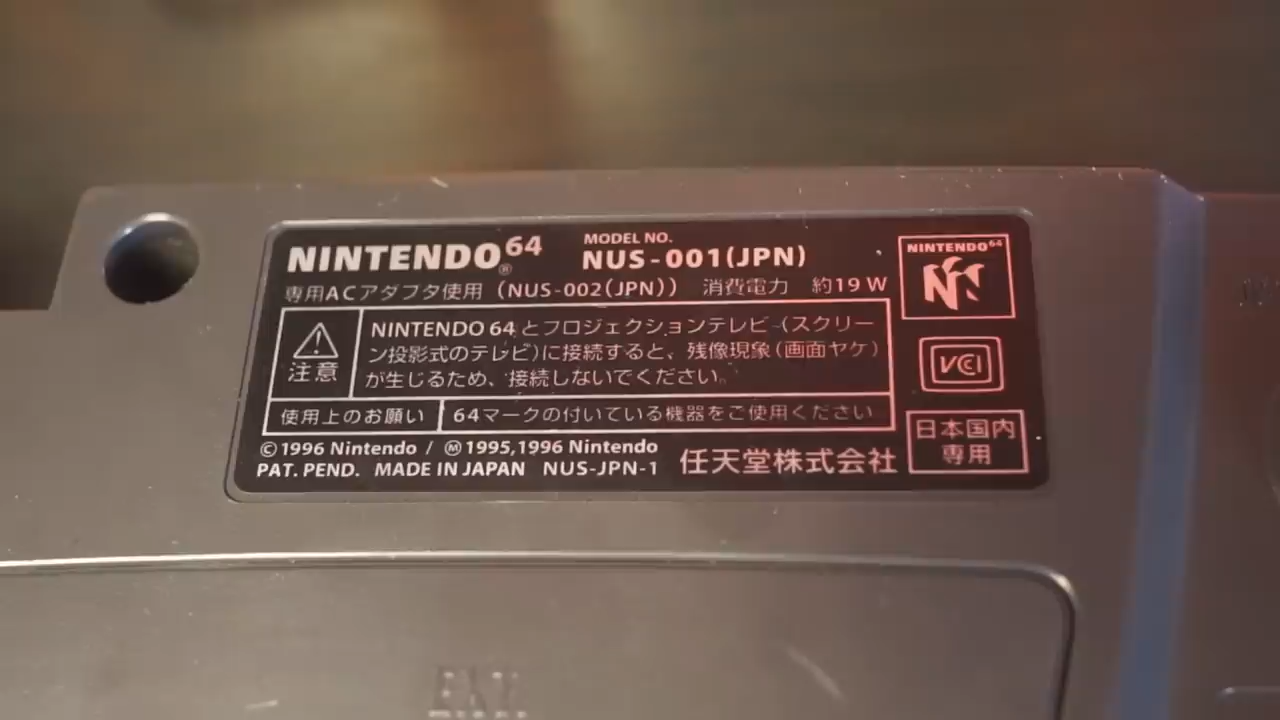 NINTENDO64®
MODEL NO.
NUS-001(JPN)
専用ACアダプタ使用(NUS-002(JPN)) 消費電力 約19W
注意
NINTENDO 64とプロジェクションテレビ(スクリー
ン投影式のテレビ)に接続すると、残像現象(画面ヤケ)
が生じるため、接続しないでください。
使用上のお願い 64マークの付いている機器をご使用ください
©1996 Nintendo / Ⓜ1995,1996 Nintendo
PAT. PEND. MADE IN JAPAN NUS-JPN-1 任天堂株式会社
NINTENDO64
N
VCI
日本国内
専用